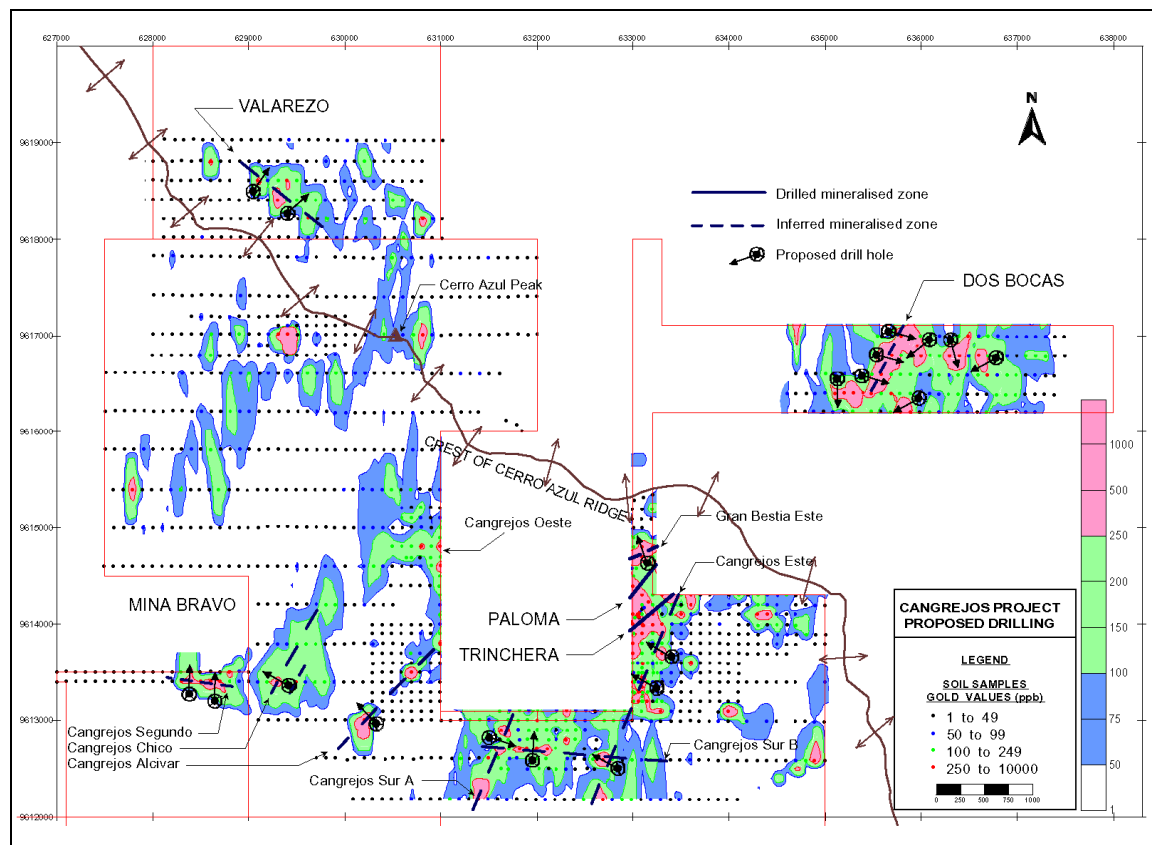 627000 628000 629000 630000 631000 632000 633000 634000 635000 636000 637000 638000
VALAREZO
N
9619000
Drilled mineralised zone
Inferred mineralised zone
9618000
Proposed drill hole
Cerro Azul Peak
DOS BOCAS
9617000
9616000
1000
CREST OF CERRO AZUL RIDGE
500
Gran Bestia Este
Cangrejos Oeste
250
9615000
Cangrejos Este
200
MINA BRAVO
PALOMA
CANGREJOS PROJECT
PROPOSED DRILLING
150
9614000
TRINCHERA
LEGEND
100
SOIL SAMPLES
GOLD VALUES (ppb)
75
9613000
1 to 49
50 to 99
100 to 249
250 to 10000
Cangrejos Segundo
Cangrejos Chico
Cangrejos Alcivar
Cangrejos Sur B
50
Cangrejos Sur A
0 250 500 750 1000
9612000
1